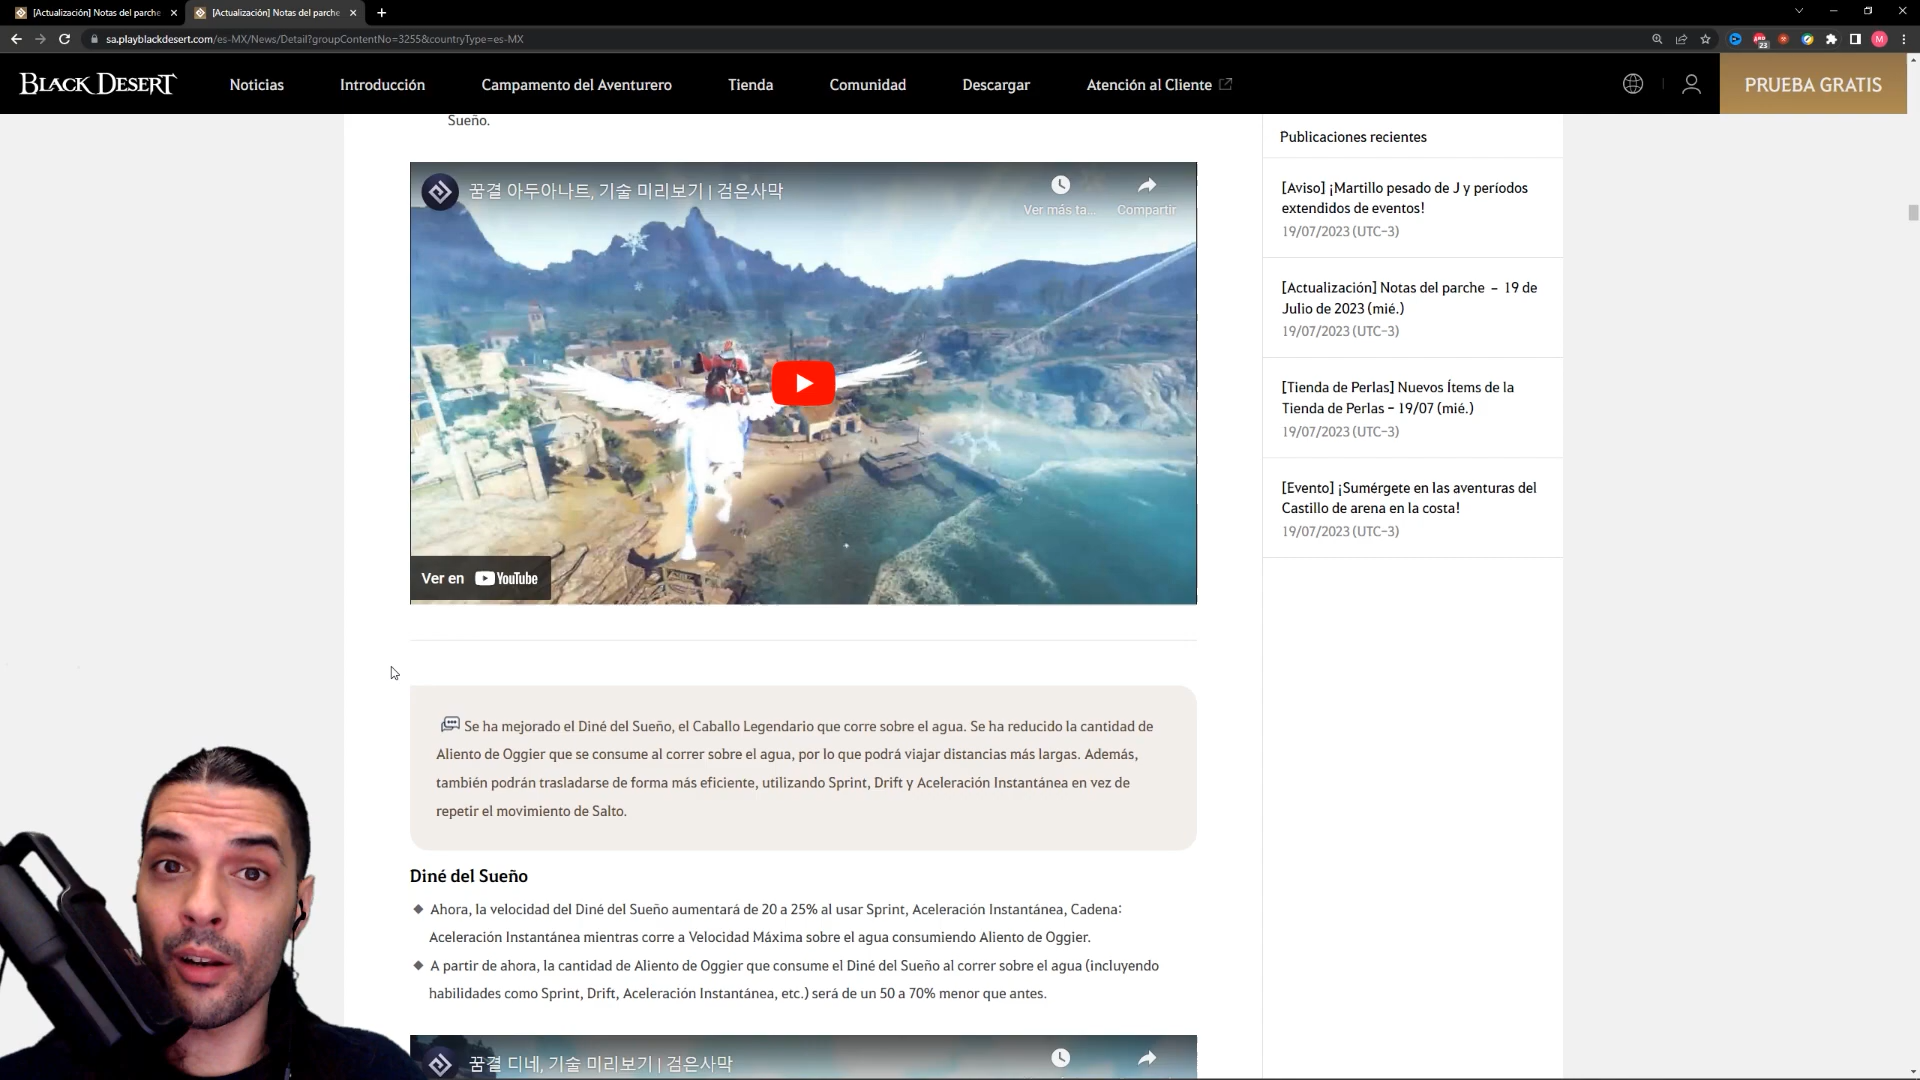 [Actualización] Notas del parche
[Actualización] Notas del parche
sa.playblackdesert.com/es-MX/News/Detail?groupContentNo=3255&countryType=es-MX
23
M
BLACK DESERT
Noticias
Introducción
Campamento del Aventurero
Tienda
Comunidad
Descargar
Atención al Cliente
PRUEBA GRATIS
Sueño.
꿈결 아두아나트, 기술 미리보기 | 검은사막
Ver más ta...
Compartir
Ver en YouTube
Se ha mejorado el Diné del Sueño, el Caballo Legendario que corre sobre el agua. Se ha reducido la cantidad de
Aliento de Oggier que se consume al correr sobre el agua, por lo que podrá viajar distancias más largas. Además,
también podrán trasladarse de forma más eficiente, utilizando Sprint, Drift y Aceleración Instantánea en vez de
repetir el movimiento de Salto.
Diné del Sueño
◆ Ahora, la velocidad del Diné del Sueño aumentará de 20 a 25% al usar Sprint, Aceleración Instantánea, Cadena:
Aceleración Instantánea mientras corre a Velocidad Máxima sobre el agua consumiendo Aliento de Oggier.
◆ A partir de ahora, la cantidad de Aliento de Oggier que consume el Diné del Sueño al correr sobre el agua (incluyendo
habilidades como Sprint, Drift, Aceleración Instantánea, etc.) será de un 50 a 70% menor que antes.
꿈결 디네, 기술 미리보기 | 검은사막
Publicaciones recientes
[Aviso] ¡Martillo pesado de J y períodos
extendidos de eventos!
19/07/2023 (UTC-3)
[Actualización] Notas del parche - 19 de
Julio de 2023 (mié.)
19/07/2023 (UTC-3)
[Tienda de Perlas] Nuevos Ítems de la
Tienda de Perlas - 19/07 (mié.)
19/07/2023 (UTC-3)
[Evento] ¡Sumérgete en las aventuras del
Castillo de arena en la costa!
19/07/2023 (UTC-3)